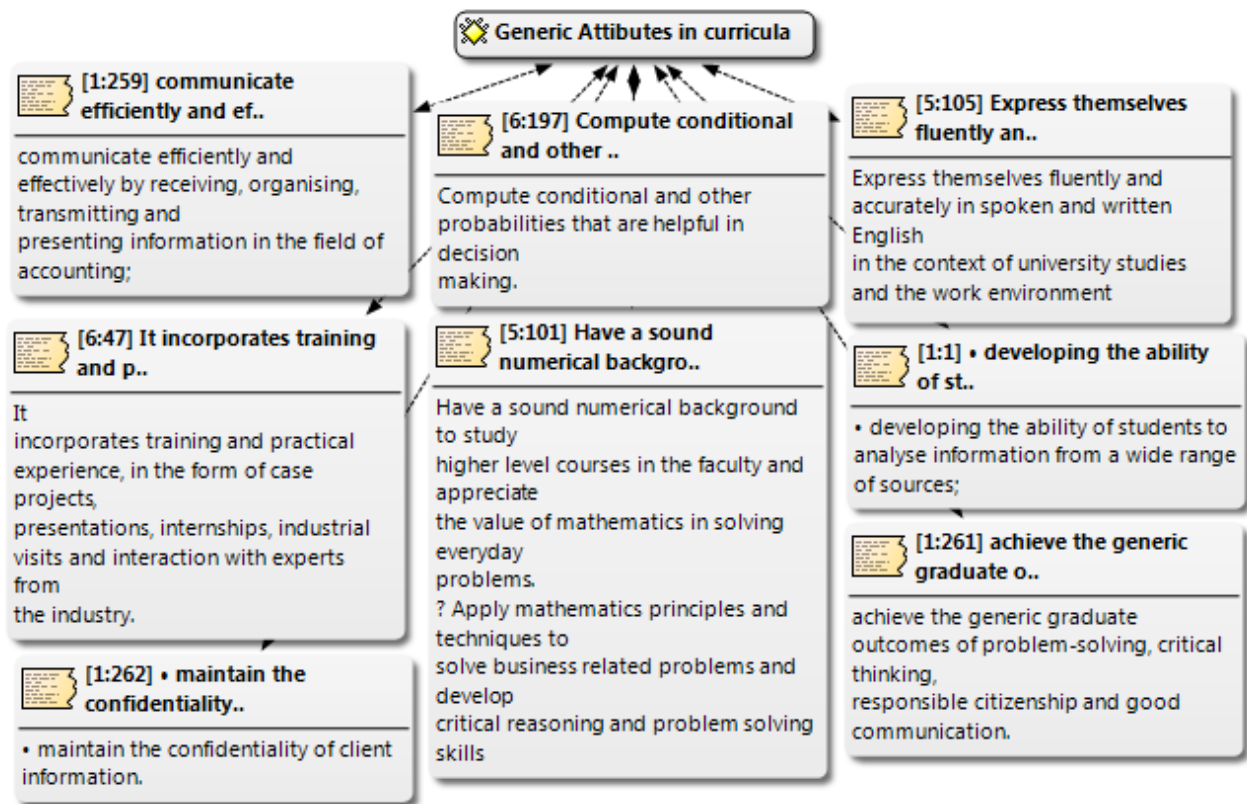 Generic Attibutes in curricula
[1:259] communicate
efficiently and ef..
communicate efficiently and
effectively by receiving, organising,
transmitting and
presenting information in the field of
accounting;
[6:47] It incorporates training
and p..
It
incorporates training and practical
experience, in the form of case
projects,
presentations, internships, industrial
visits and interaction with experts
from
the industry.
[1:262] • maintain the
confidentiality..
• maintain the confidentiality of client
information.
[6:197] Compute conditional
and other ..
Compute conditional and other
probabilities that are helpful in
decision
making.
[5:101] Have a sound
numerical backgro..
Have a sound numerical background
to study
higher level courses in the faculty and
appreciate
the value of mathematics in solving
everyday
problems.
? Apply mathematics principles and
techniques to
solve business related problems and
develop
critical reasoning and problem solving
skills
[5:105] Express themselves
fluently an..
Express themselves fluently and
accurately in spoken and written
English
in the context of university studies
and the work environment
[1:1] • developing the ability
of st..
• developing the ability of students to
analyse information from a wide range
of sources;
[1:261] achieve the generic
graduate o..
achieve the generic graduate
outcomes of problem-solving, critical
thinking,
responsible citizenship and good
communication.